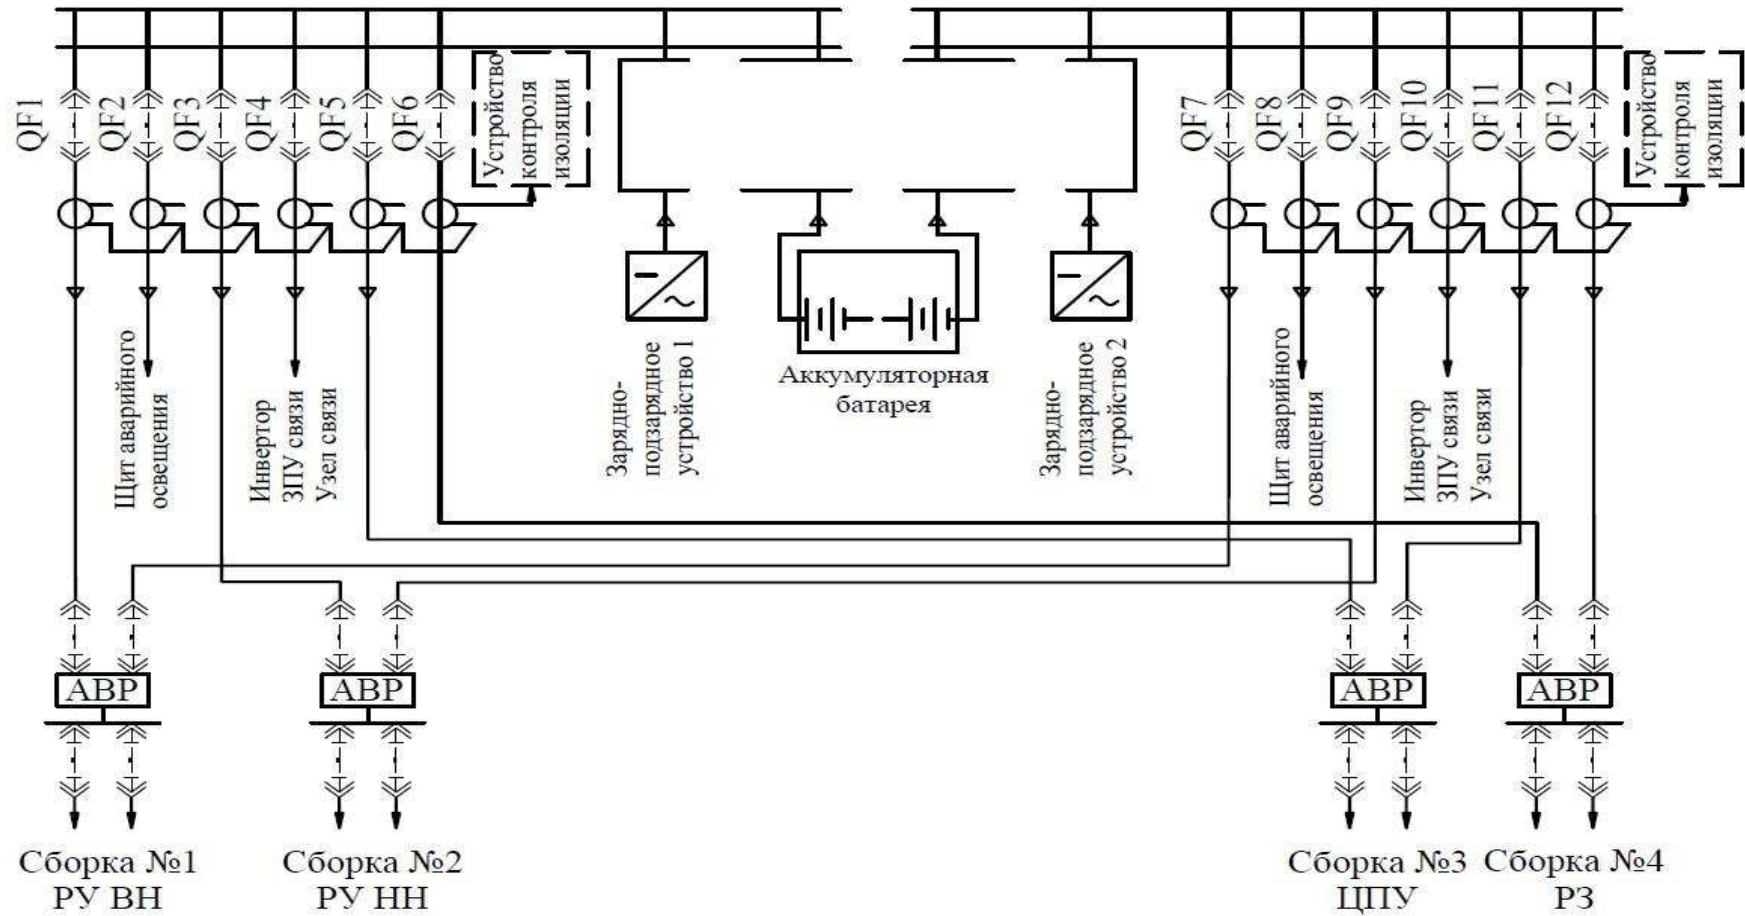 QF1
QF2
QF3
QF4
QF5
QF6
Устройство
контроля
изоляции
QF7
QF8
QF9
QF10
QF11
QF12
Устройство
контроля
изоляции
Щит аварийного
освещения
Инвертор
ЗПУ связи
Узел связи
Зарядно-
подзарядное
устройство 1
Аккумуляторная
батарея
Зарядно-
подзарядное
устройство 2
Щит аварийного
освещения
Инвертор
ЗПУ связи
Узел связи
АВР
АВР
АВР
АВР
Сборка №1
РУ ВН
Сборка №2
РУ НН
Сборка №3
ЦПУ
Сборка №4
РЗ